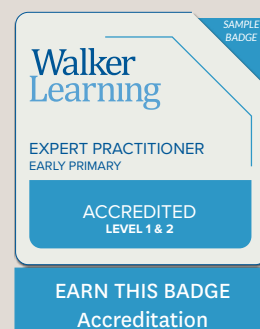 SAMPLE
BADGE
Walker
Learning
EXPERT PRACTITIONER
EARLY PRIMARY
ACCREDITED
LEVEL 1 & 2
EARN THIS BADGE
Accreditation